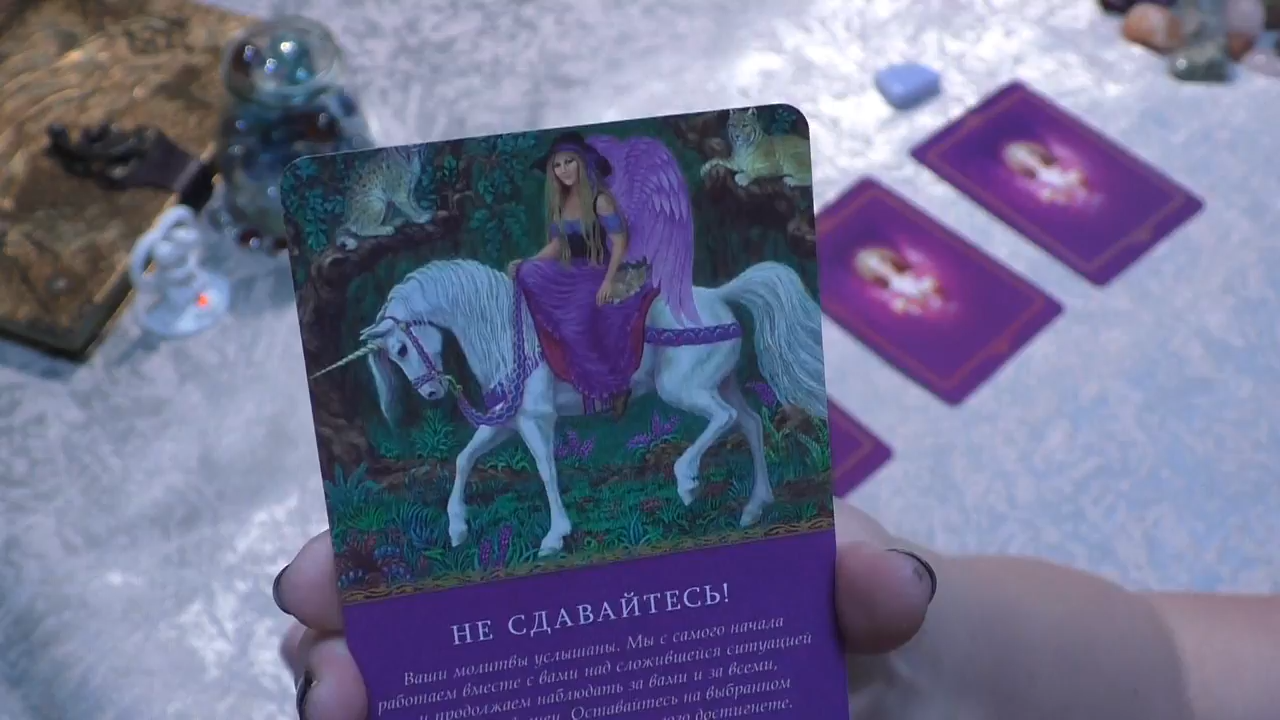 НЕ СДАВАЙТЕСЬ!
Ваши молитвы услышаны. Мы с самого начала
работаем вместе с вами над сложившейся ситуацией
и продолжаем наблюдать за вами и за всеми,
Оставайтесь на выбранном
достигнете.